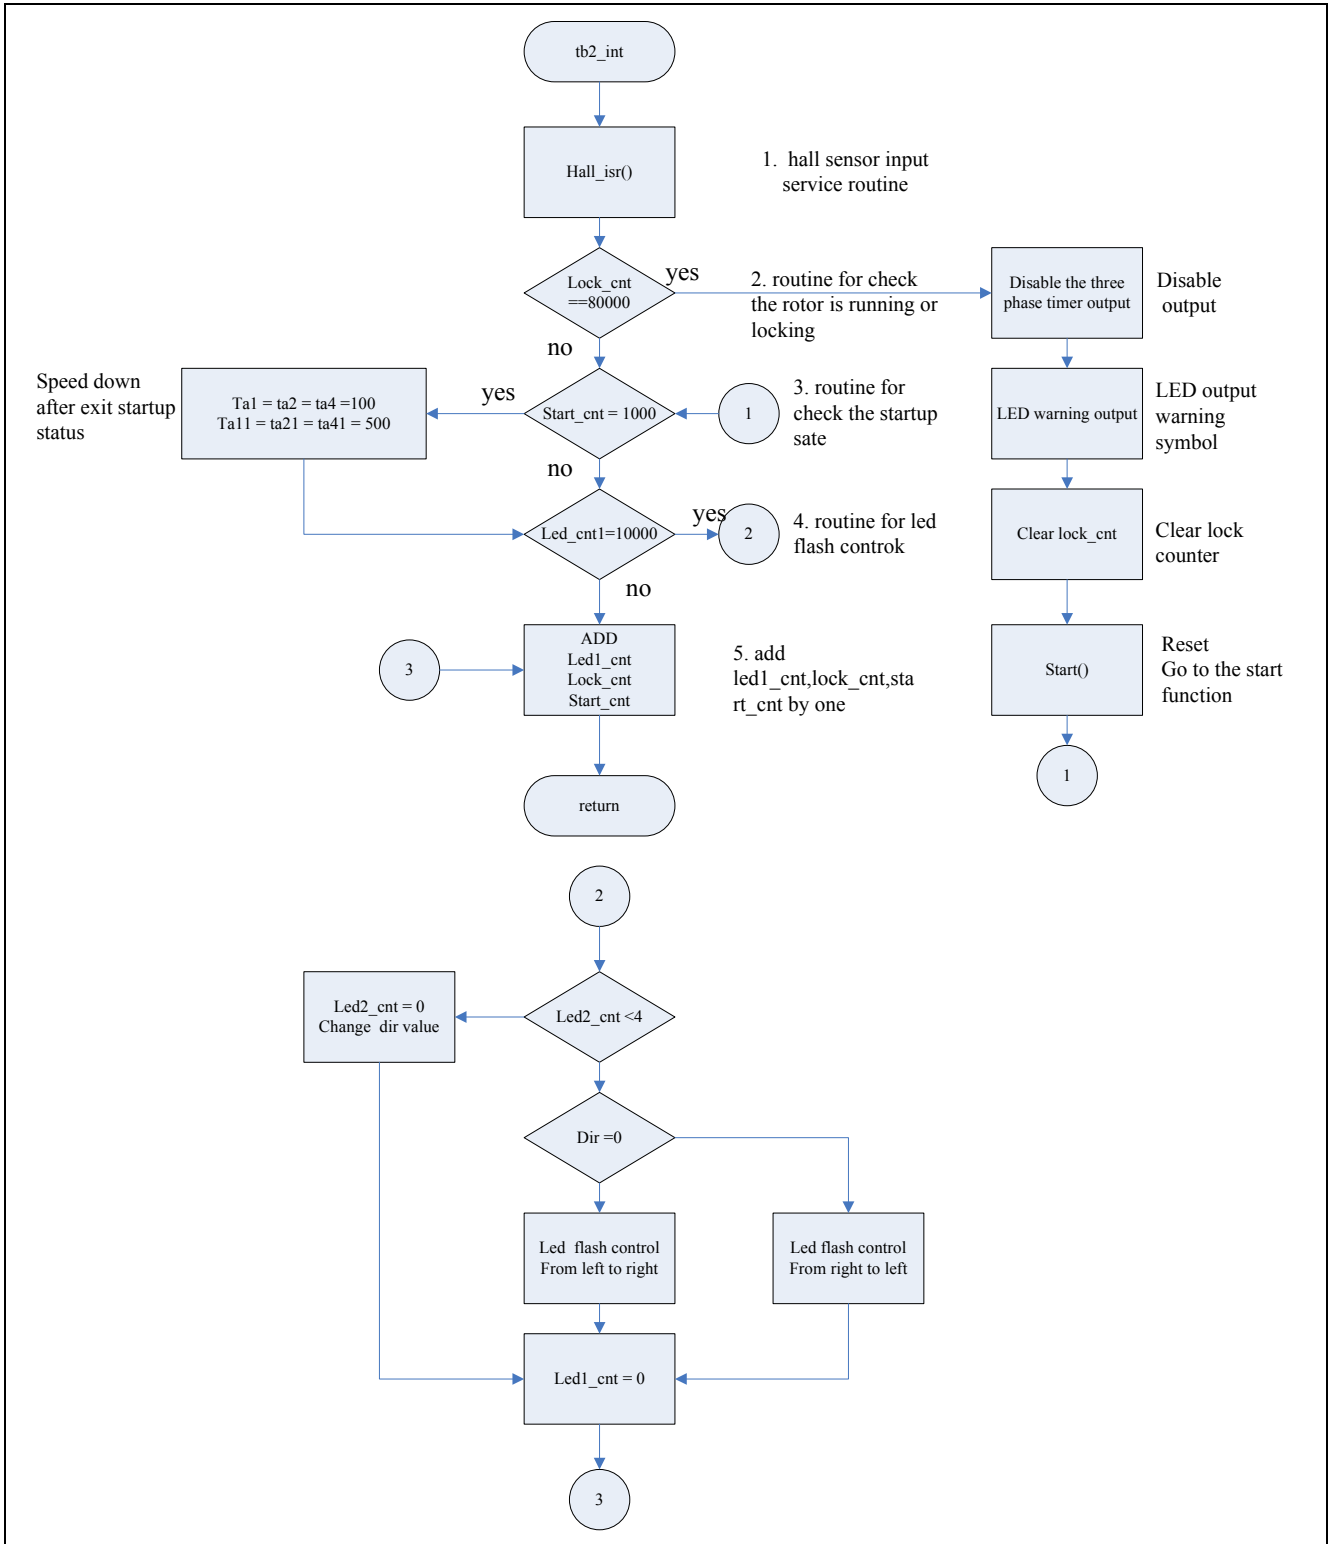 tb2_int
Hall_isr()
1. hall sensor input
service routine
Lock_cnt
==80000
yes
no
2. routine for check
the rotor is running or
locking
Disable the three
phase timer output
Disable
output
Speed down
after exit startup
status
Ta1 = ta2 = ta4 =100
Ta11 = ta21 = ta41 = 500
yes
Start_cnt = 1000
no
1
3. routine for
check the startup
sate
LED warning output
LED output
warning
symbol
Led_cnt1=10000
yes
no
2
4. routine for led
flash controk
Clear lock_cnt
Clear lock
counter
3
ADD
Led1_cnt
Lock_cnt
Start_cnt
5. add
led1_cnt,lock_cnt,sta
rt_cnt by one
Start()
Reset
Go to the start
function
return
1
2
Led2_cnt = 0
Change dir value
Led2_cnt <4
Dir =0
Led flash control
From left to right
Led flash control
From right to left
Led1_cnt = 0
3